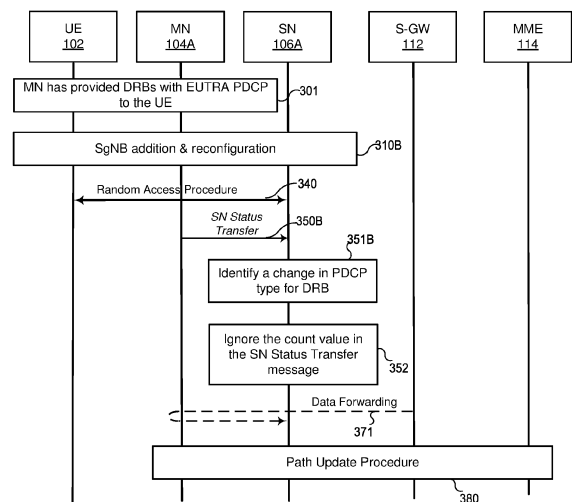 UE
102
MN
104A
SN
106A
S-GW
112
MME
114
MN has provided DRBs with EUTRA PDCP
to the UE
301
SgNB addition & reconfiguration
310B
Random Access Procedure
340
SN Status
Transfer
350B
351B
Identify a change in PDCP
type for DRB
Ignore the count value in
the SN Status Transfer
message
352
Data Forwarding
371
Path Update Procedure
380